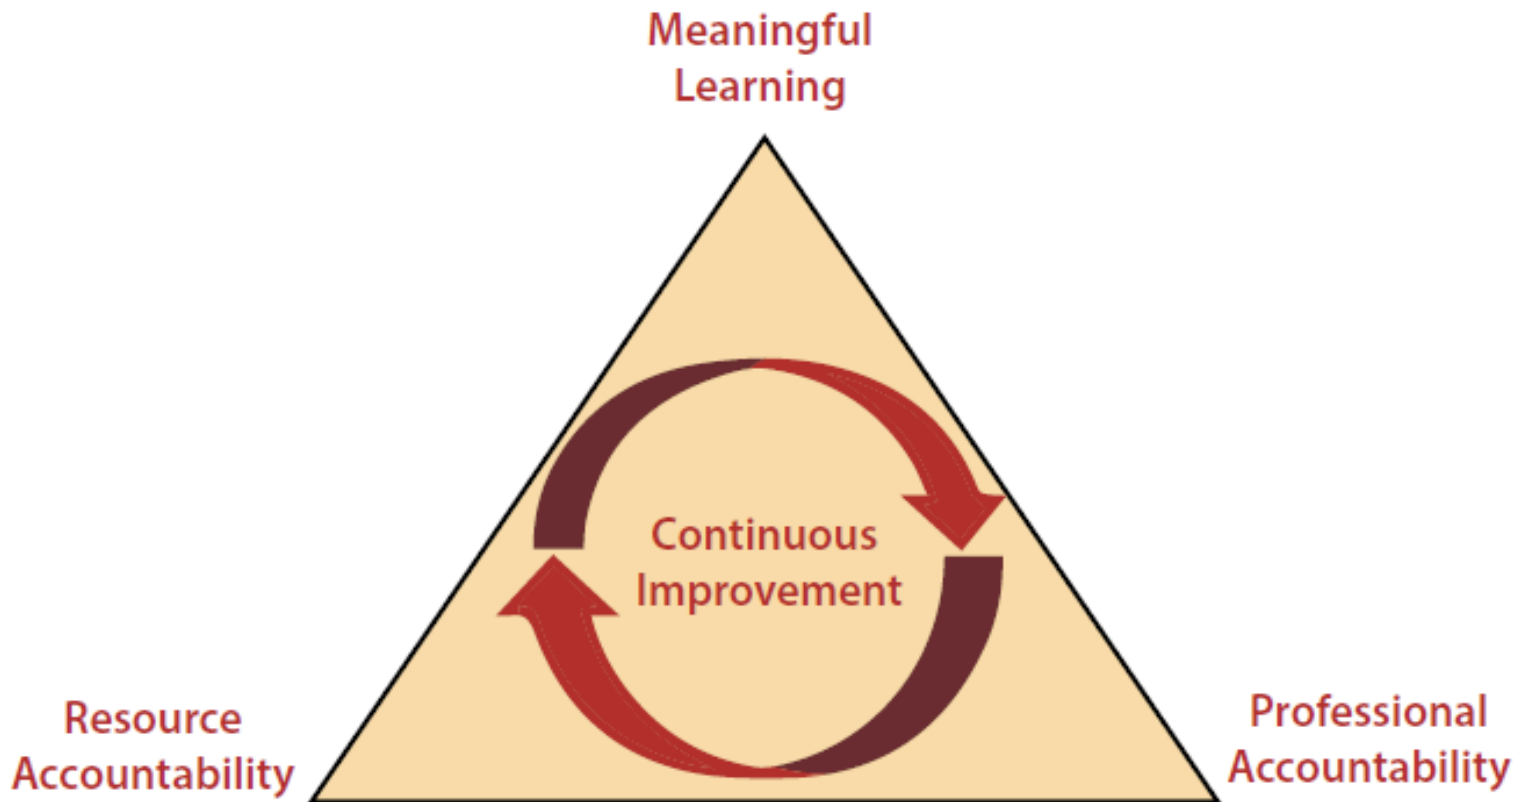 Meaningful
Learning
Continuous
Improvement
Resource
Accountability
Professional
Accountability